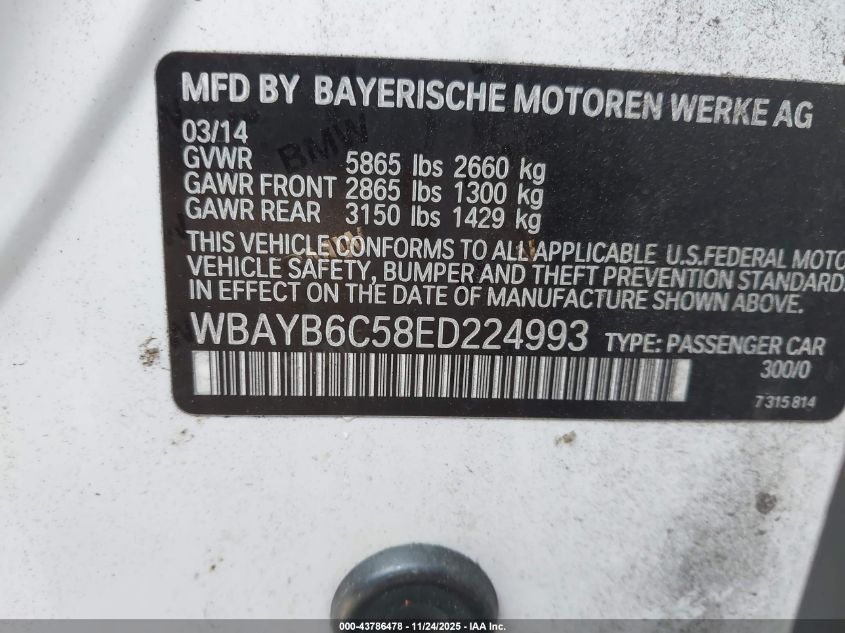 MFD BY BAYERISCHE MOTOREN WERKE AG
03/14
GVWR 5865 lbs 2660 kg
GAWR FRONT 2865 lbs 1300 kg
GAWR REAR 3150 lbs 1429 kg
THIS VEHICLE CONFORMS TO ALL APPLICABLE U.S.FEDERAL MOTO
VEHICLE SAFETY, BUMPER AND THEFT PREVENTION STANDARDS
IN EFFECT ON THE DATE OF MANUFACTURE SHOWN ABOVE.
WBAYB6C58ED224993 TYPE: PASSENGER CAR
300/0
7 315 814
000-43786478 - 11/24/2025 - IAA Inc.